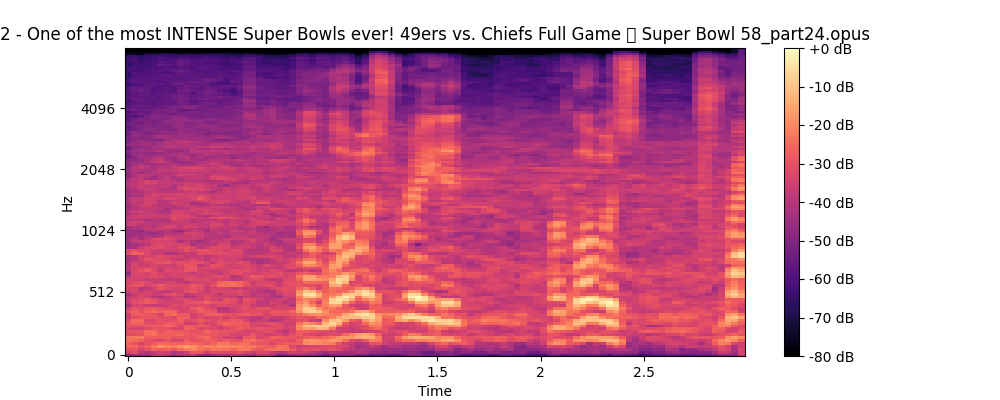 2 - One of the most INTENSE Super Bowls ever! 49ers vs. Chiefs Full Game Super Bowl 58_part24.opus
+0 dB
-10 dB
-20 dB
-30 dB
-40 dB
-50 dB
-60 dB
-70 dB
-80 dB
Hz
4096
2048
1024
512
0
0 0.5 1 1.5 2 2.5
Time